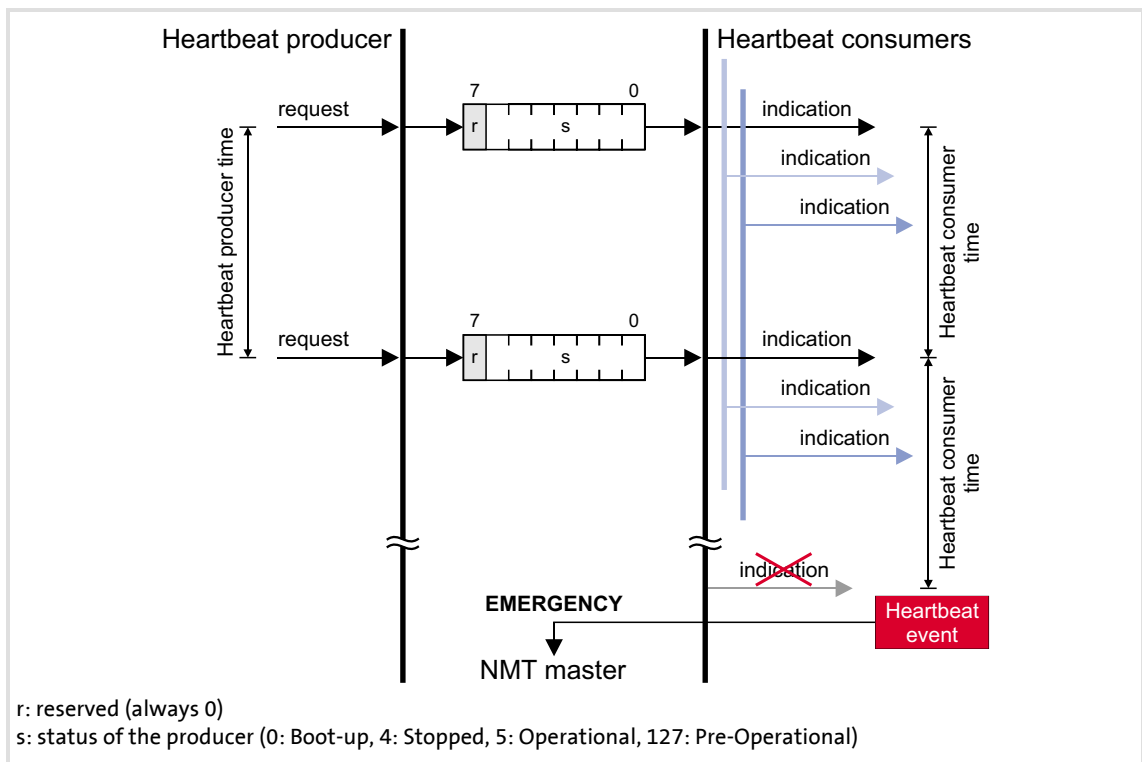 Heartbeat producer
Heartbeat consumers
7 0
request
r
s
indication
indication
indication
Heartbeat producer time
Heartbeat consumer
time
7 0
request
r
s
indication
indication
indication
Heartbeat consumer
time
indication
EMERGENCY
Heartbeat
event
NMT master
r: reserved (always 0)
s: status of the producer (0: Boot-up, 4: Stopped, 5: Operational, 127: Pre-Operational)